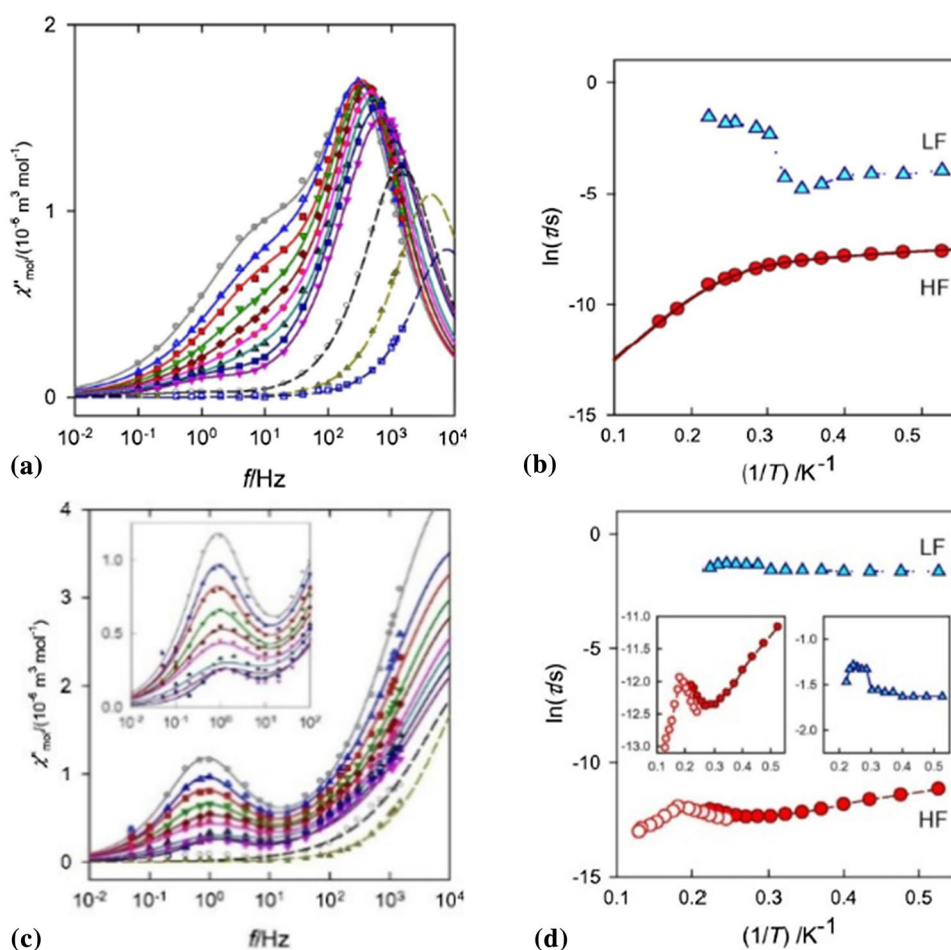 2
1
0
χ″mol/(10⁻⁶ m³ mol⁻¹)
10⁻² 10⁻¹ 10⁰ 10¹ 10² 10³ 10⁴
f/Hz
(a)
0
-5
-10
-15
ln(τ/s)
LF
HF
0.1 0.2 0.3 0.4 0.5
(1/T) /K⁻¹
(b)
4
3
2
1
0
χ″mol/(10⁻⁶ m³ mol⁻¹)
1.0
0.5
0.0
10⁻² 10⁻¹ 10⁰ 10¹ 10²
10⁻² 10⁻¹ 10⁰ 10¹ 10² 10³ 10⁴
f/Hz
(c)
0
-5
-10
-15
ln(τ/s)
LF
-11.0
-11.5
-12.0
-12.5
-13.0
0.1 0.2 0.3 0.4 0.5
-1.0
-1.5
-2.0
0.2 0.3 0.4 0.5
HF
0.1 0.2 0.3 0.4 0.5
(1/T) /K⁻¹
(d)